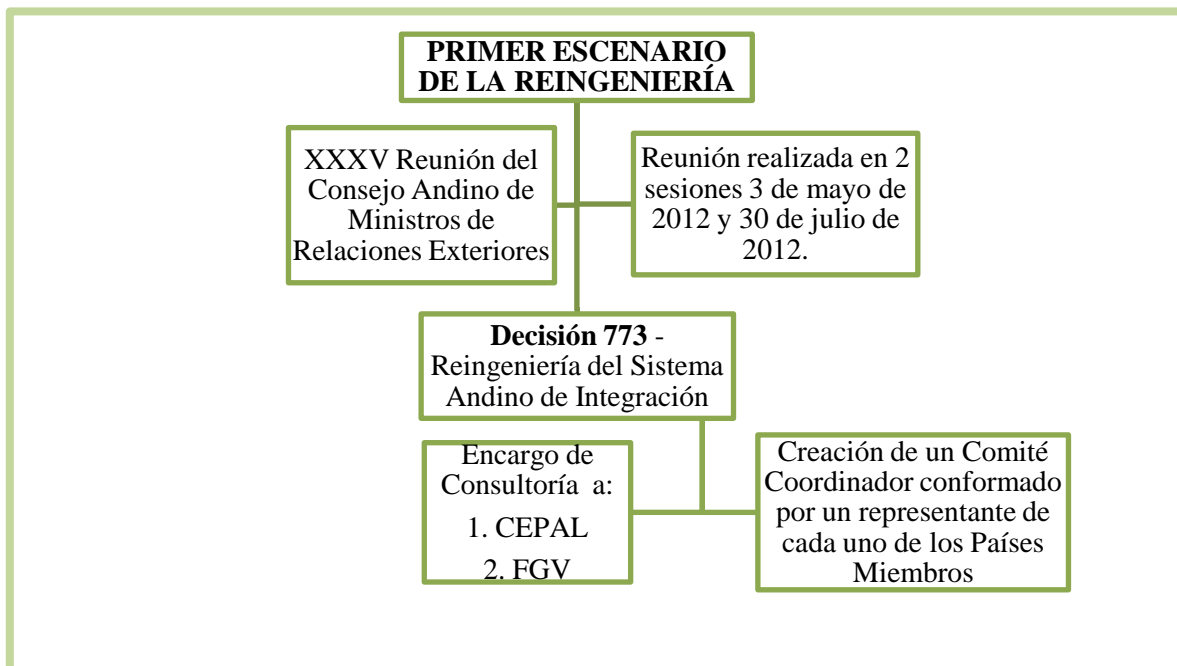 PRIMER ESCENARIO
DE LA REINGENIERÍA
XXXV Reunión del
Consejo Andino de
Ministros de
Relaciones Exteriores
Reunión realizada en 2
sesiones 3 de mayo de
2012 y 30 de julio de
2012.
Decisión 773 -
Reingeniería del Sistema
Andino de Integración
Encargo de
Consultoría a:
1. CEPAL
2. FGV
Creación de un Comité
Coordinador conformado
por un representante de
cada uno de los Países
Miembros